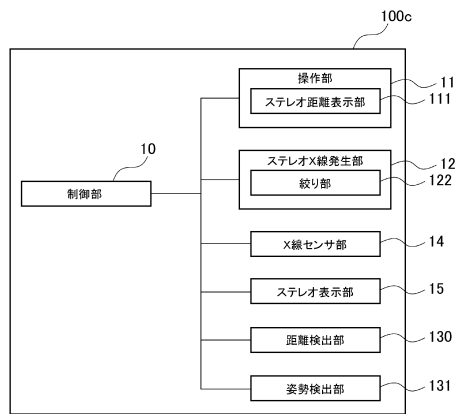 100c
操作部
11
ステレオ距離表示部
111
10
制御部
ステレオX線発生部
12
絞り部
122
X線センサ部
14
ステレオ表示部
15
距離検出部
130
姿勢検出部
131